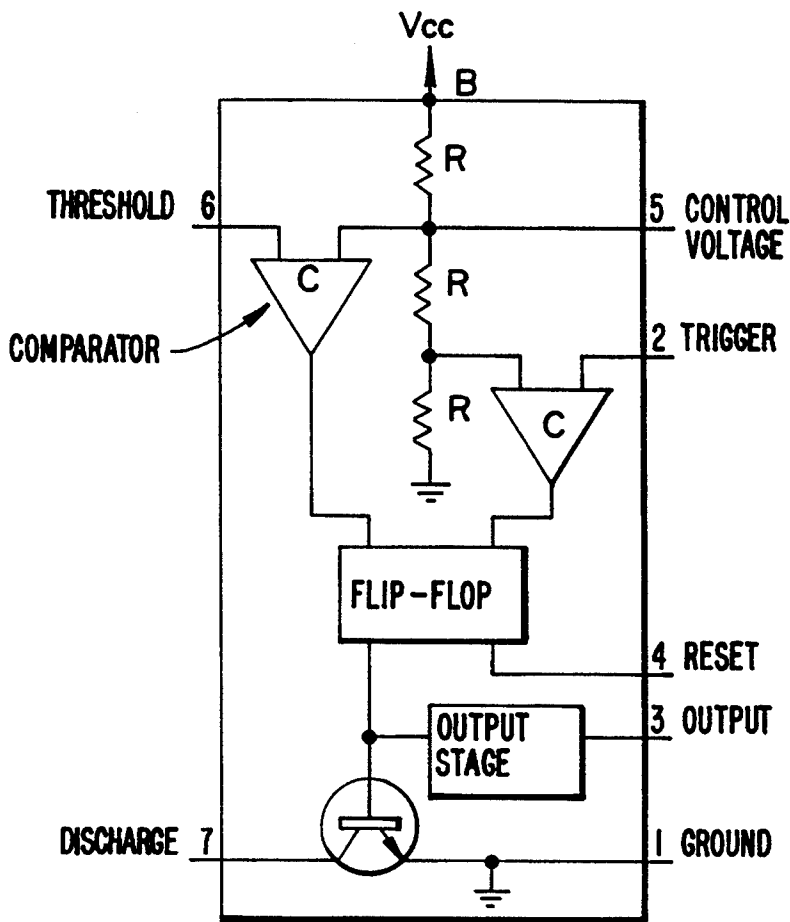 Vcc
B
R
THRESHOLD 6
5 CONTROL
VOLTAGE
C
R
COMPARATOR
2 TRIGGER
R
C
FLIP-FLOP
4 RESET
OUTPUT
STAGE
3 OUTPUT
DISCHARGE 7
1 GROUND